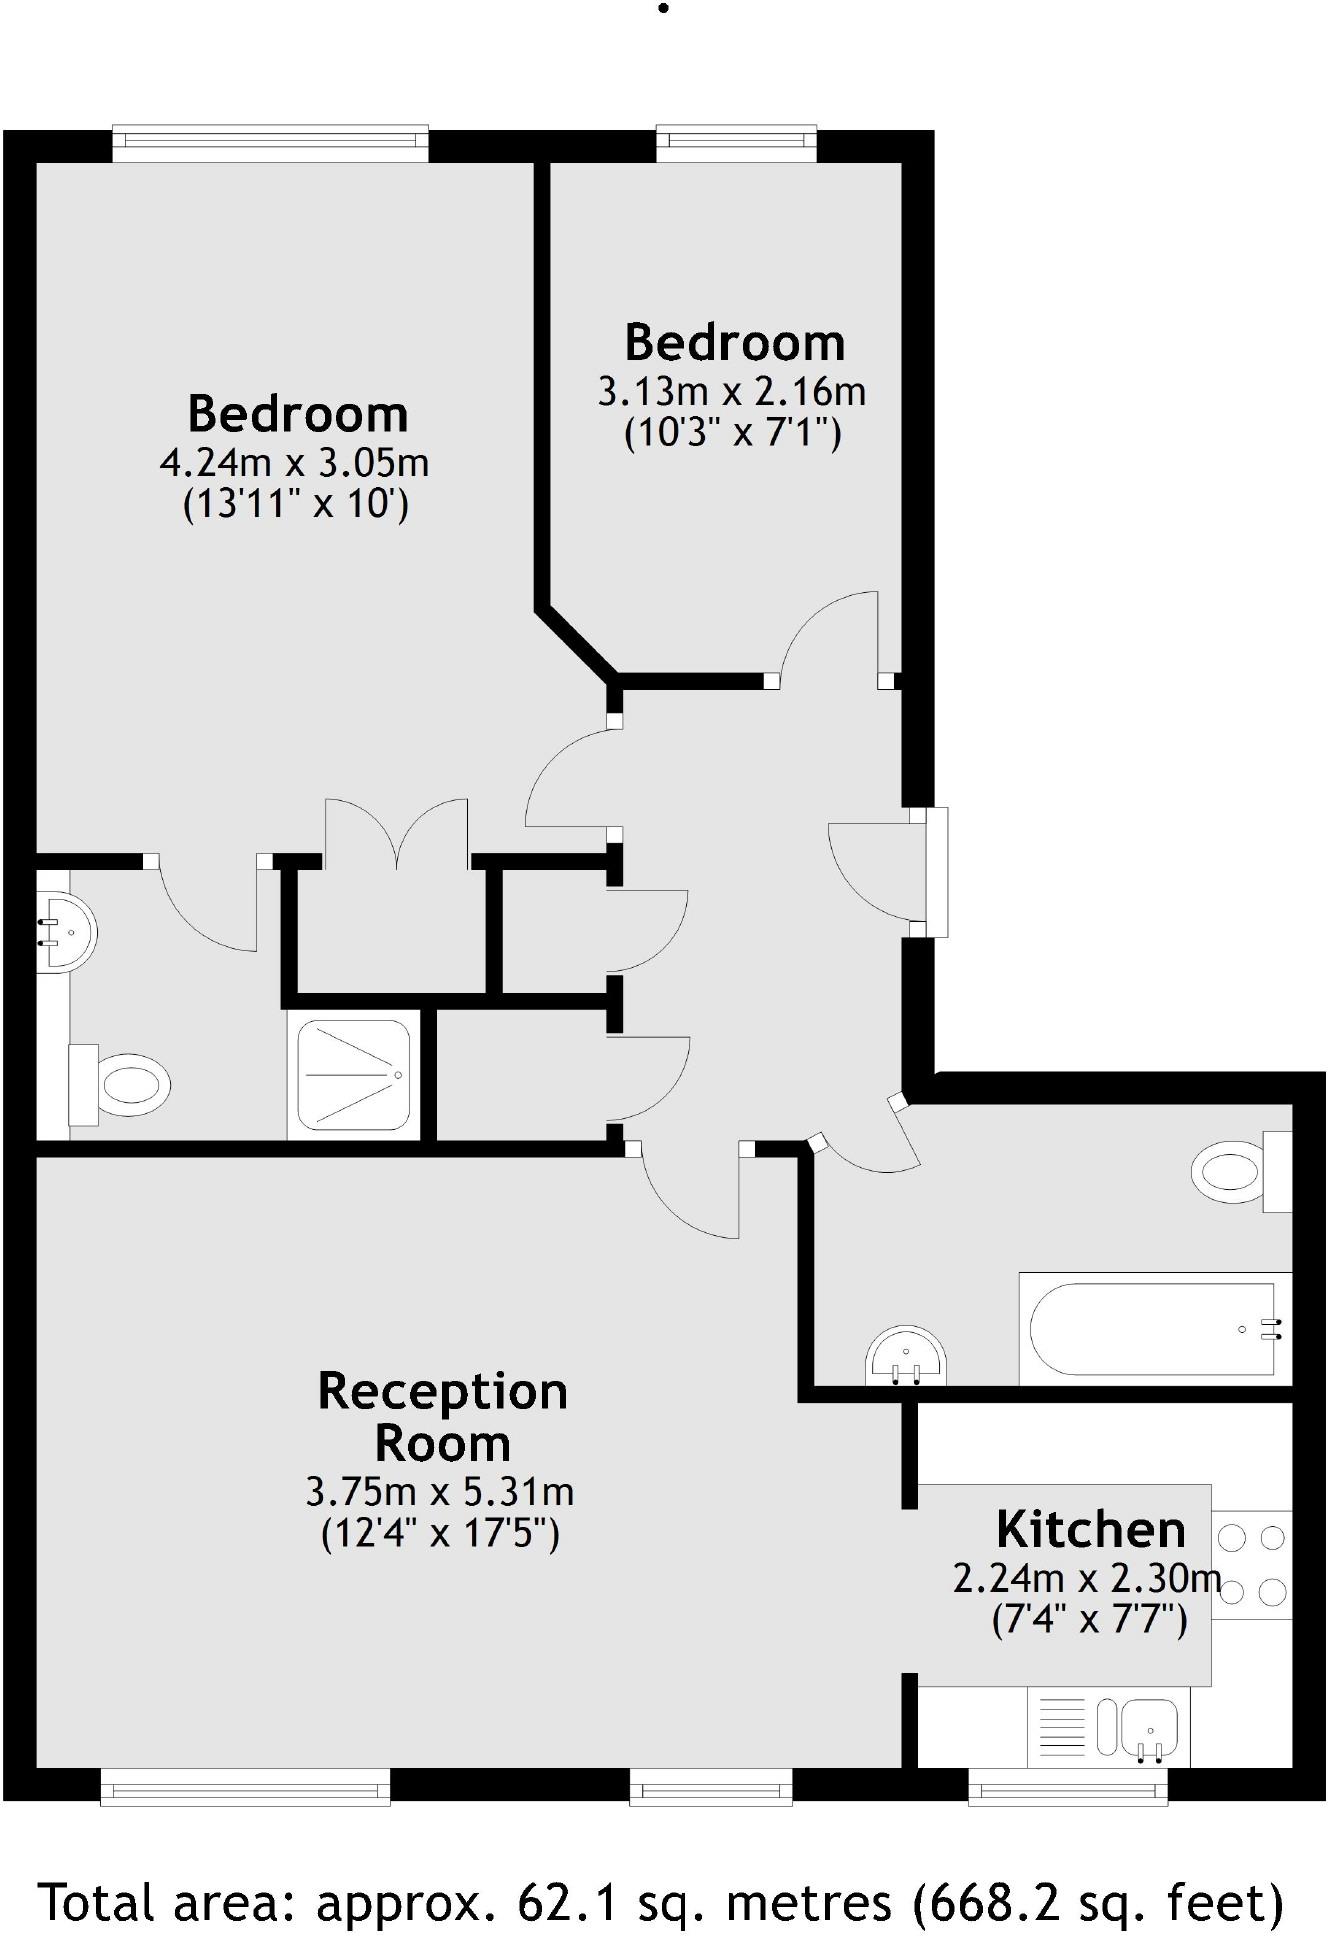 Bedroom
3.13m x 2.16m
(10'3" x 7'1")
Bedroom
4.24m x 3.05m
(13'11" x 10')
Reception
Room
3.75m x 5.31m
(12'4" x 17'5")
Kitchen
2.24m x 2.30m
(7'4" x 7'7")
Total area: approx. 62.1 sq. metres (668.2 sq. feet)